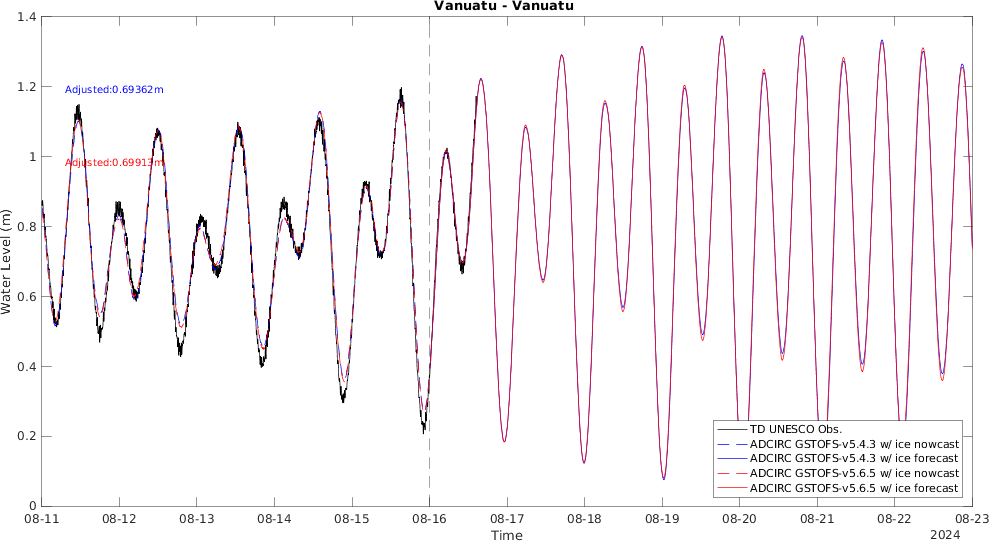 Vanuatu - Vanuatu
1.4
1.2
1
0.8
0.6
0.4
0.2
0
Water Level (m)
Adjusted:0.69362m
Adjusted:0.69913m
TD UNESCO Obs.
ADCIRC GSTOFS-v5.4.3 w/ ice nowcast
ADCIRC GSTOFS-v5.4.3 w/ ice forecast
ADCIRC GSTOFS-v5.6.5 w/ ice nowcast
ADCIRC GSTOFS-v5.6.5 w/ ice forecast
08-11 08-12 08-13 08-14 08-15 08-16 08-17 08-18 08-19 08-20 08-21 08-22 08-23
Time
2024